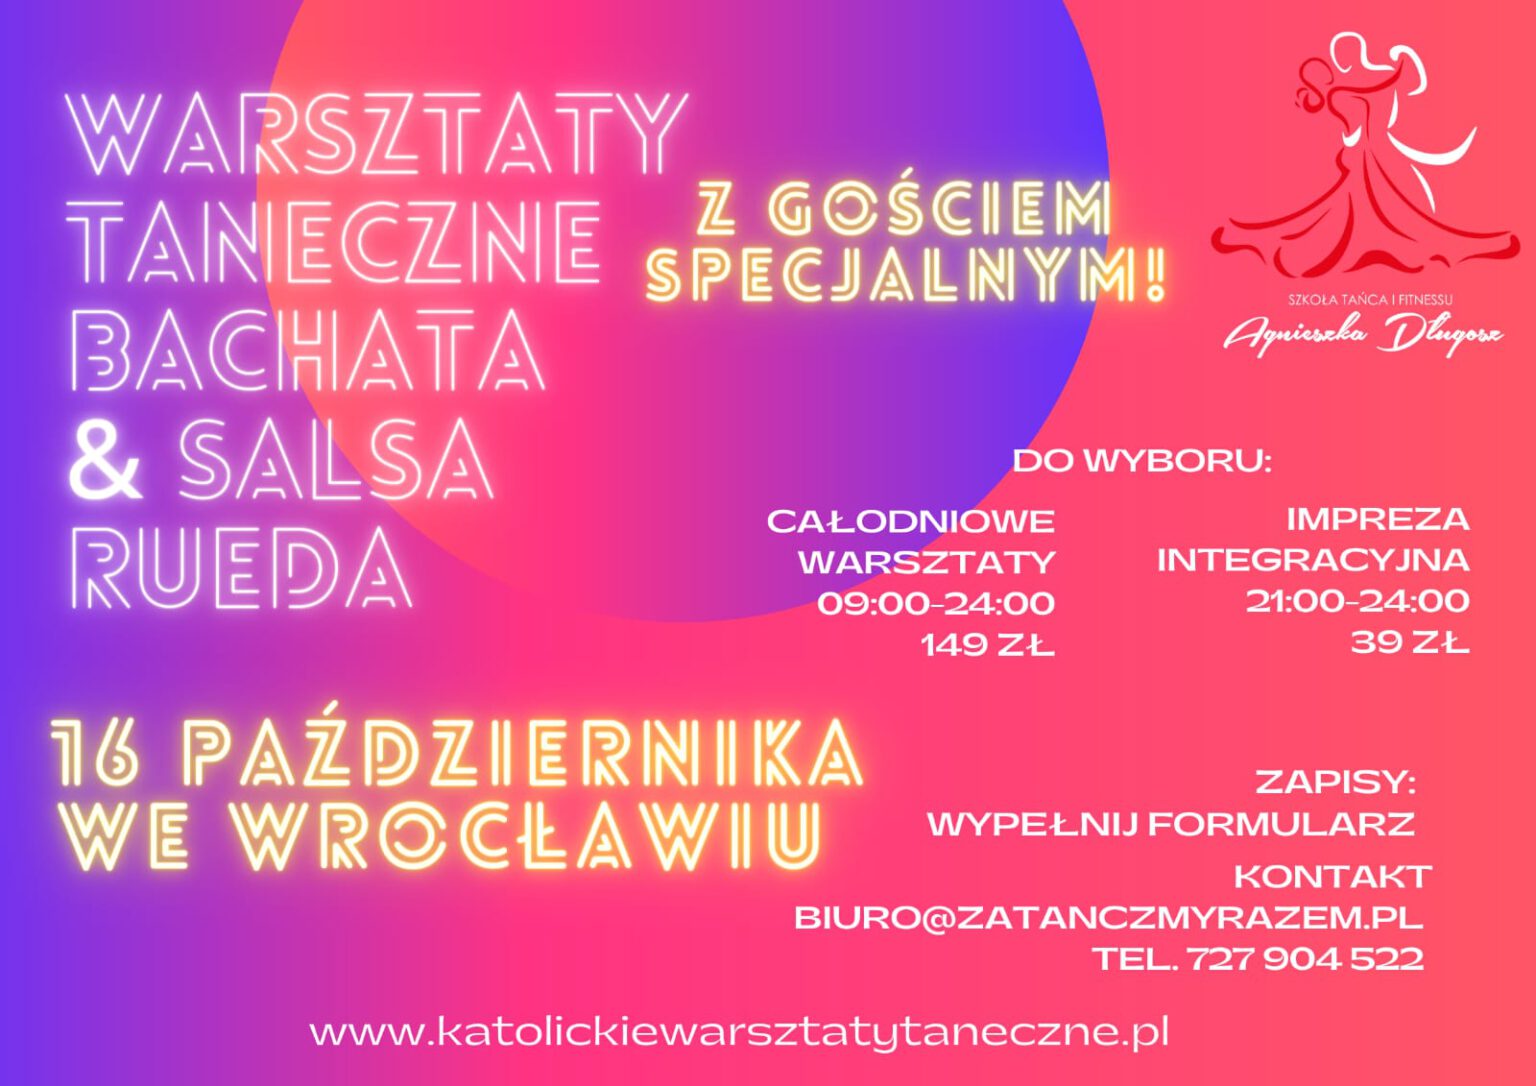 WARSZTATY
TANECZNE
BACHATA
& SALSA
RUEDA
Z GOŚCIEM
SPECJALNYM!
SZKOŁA TAŃCA I FITNESSU
Agnieszka Długosz
DO WYBORU:
CAŁODNIOWE
WARSZTATY
09:00-24:00
149 ZŁ
IMPREZA
INTEGRACYJNA
21:00-24:00
39 ZŁ
16 PAŹDZIERNIKA
WE WROCŁAWIU
ZAPISY:
WYPEŁNIJ FORMULARZ
KONTAKT
BIURO@ZATANCZMYRAZEM.PL
TEL. 727 904 522
www.katolickiewarsztatytaneczne.pl